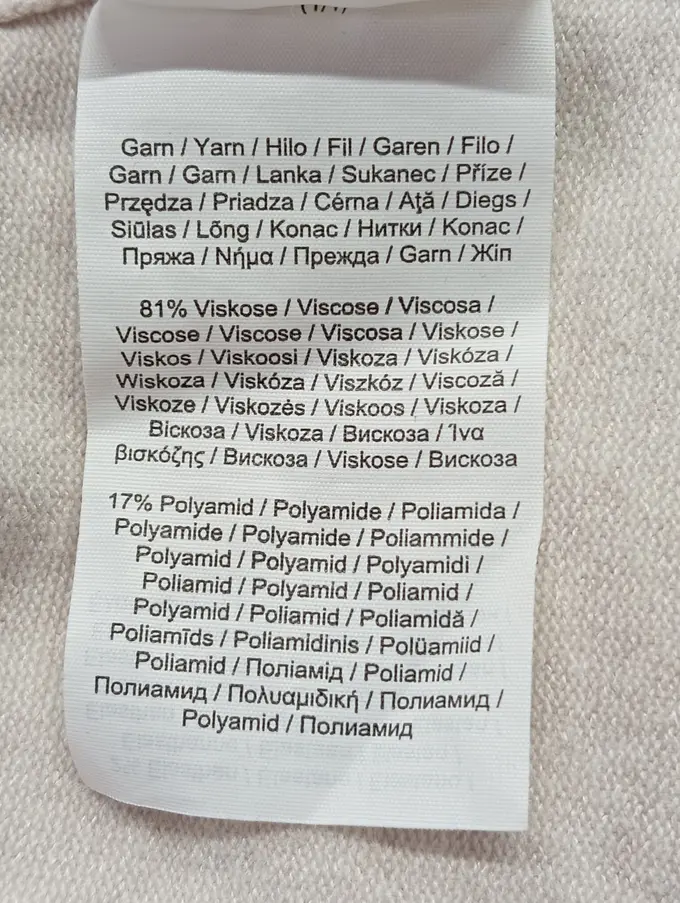 Garn / Yarn / Hilo / Fil / Garen / Filo /
Garn / Garn / Lanka / Sukanec / Příze /
Przędza / Priadza / Cérna / Aţă / Diegs /
Siūlas / Lõng / Konac / Нитки / Konac /
Пряжа / Νήμα / Прежда / Garn / Жіп
81% Viskose / Viscose / Viscosa /
Viscose / Viscose / Viscosa / Viskose /
Viskos / Viskoosi / Viskoza / Viskóza /
Wiskoza / Viskóza / Viszkóz / Viscoză /
Viskoze / Viskozės / Viskoos / Viskoza /
Віскоза / Viskoza / Вискоза / Ίνα
βισκόζης / Вискоза / Viskose / Вискоза
17% Polyamid / Polyamide / Poliamida /
Polyamide / Polyamide / Poliammide /
Polyamid / Polyamid / Polyamidi /
Poliamid / Polyamid / Poliamid /
Polyamid / Poliamid / Poliamidă /
Poliamīds / Poliamidinis / Polüamiid /
Poliamid / Поліамід / Poliamid /
Полиамид / Πολυαμιδική / Полиамид /
Polyamid / Полиамид